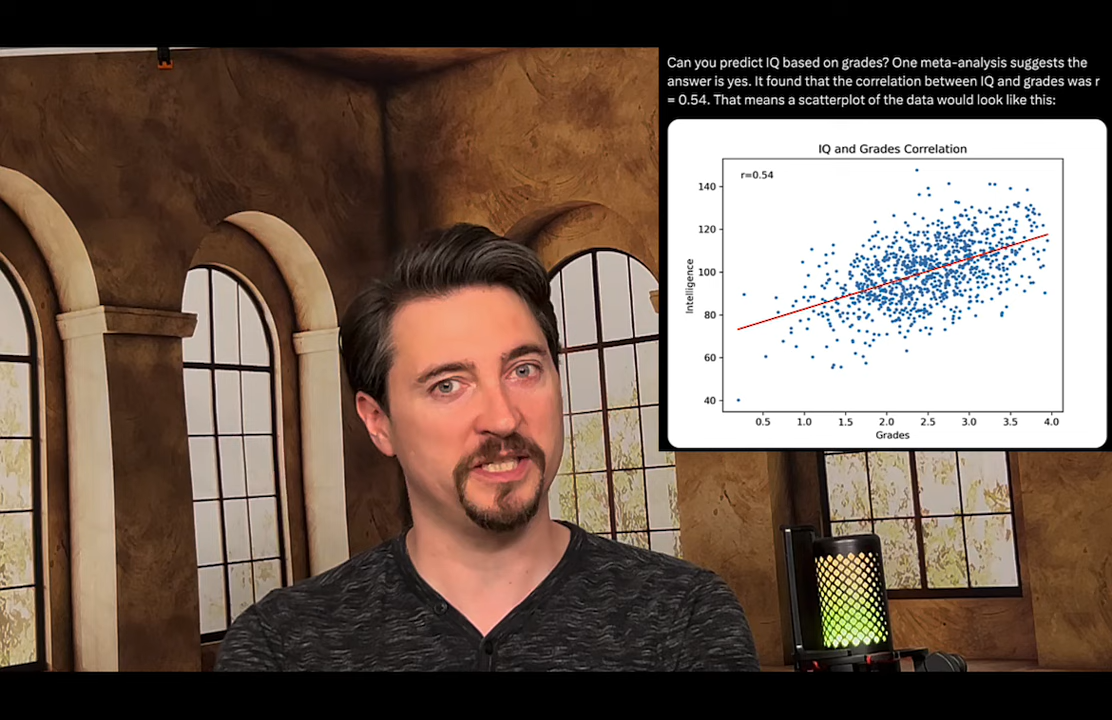 Can you predict IQ based on grades? One meta-analysis suggests the
answer is yes. It found that the correlation between IQ and grades was r
= 0.54. That means a scatterplot of the data would look like this:
IQ and Grades Correlation
r=0.54
140
120
100
80
60
40
Intelligence
0.5 1.0 1.5 2.0 2.5 3.0 3.5 4.0
Grades